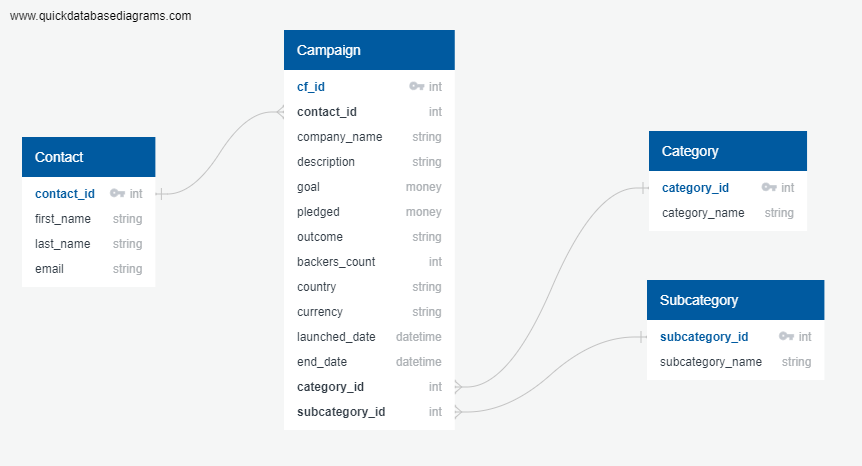 www.quickdatabasediagrams.com
Campaign
cf_id int
contact_id int
company_name string
description string
goal money
pledged money
outcome string
backers_count int
country string
currency string
launched_date datetime
end_date datetime
category_id int
subcategory_id int
Contact
contact_id int
first_name string
last_name string
email string
Category
category_id int
category_name string
Subcategory
subcategory_id int
subcategory_name string